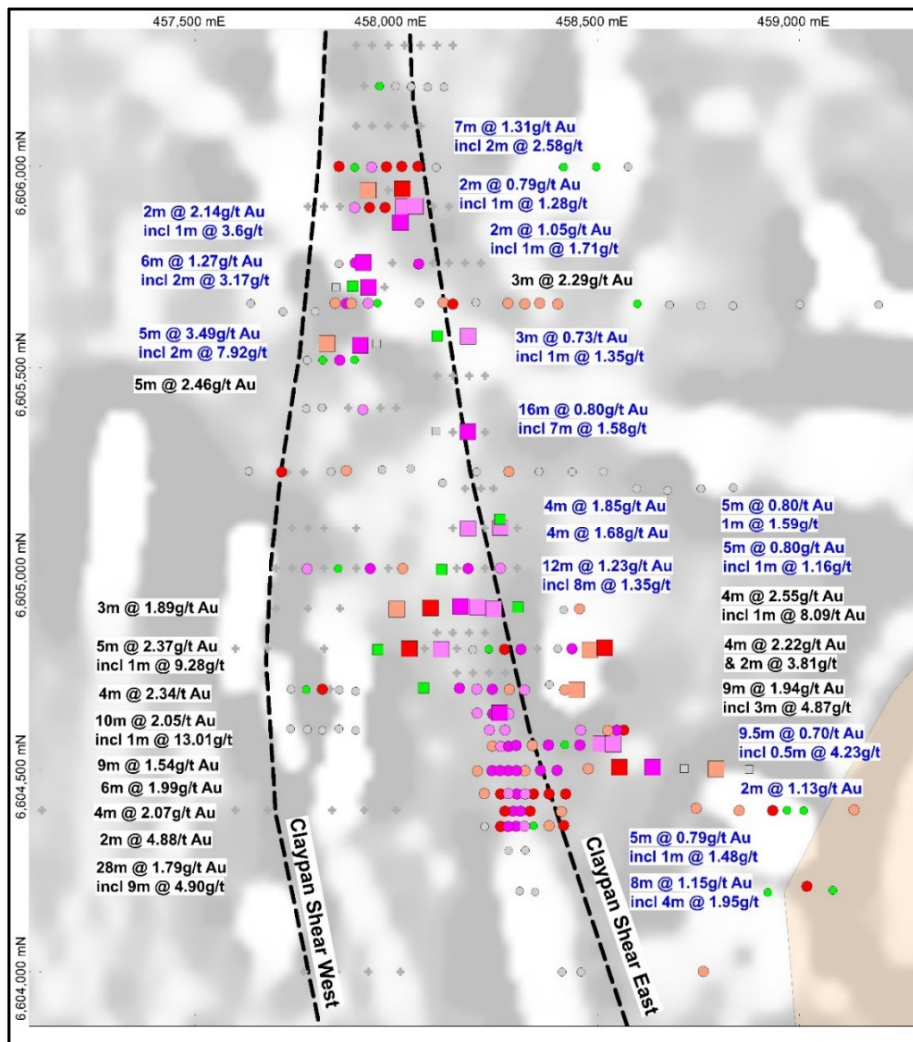 457,500 mE
458,000 mE
458,500 mE
459,000 mE
6,606,000 mN
6,605,500 mN
6,605,000 mN
6,604,500 mN
6,604,000 mN
7m @ 1.31g/t Au
incl 2m @ 2.58g/t
2m @ 0.79g/t Au
incl 1m @ 1.28g/t
2m @ 1.05g/t Au
incl 1m @ 1.71g/t
3m @ 2.29g/t Au
3m @ 0.73/t Au
incl 1m @ 1.35g/t
16m @ 0.80g/t Au
incl 7m @ 1.58g/t
4m @ 1.85g/t Au
4m @ 1.68g/t Au
12m @ 1.23g/t Au
incl 8m @ 1.35g/t
2m @ 2.14g/t Au
incl 1m @ 3.6g/t
6m @ 1.27g/t Au
incl 2m @ 3.17g/t
5m @ 3.49g/t Au
incl 2m @ 7.92g/t
5m @ 2.46g/t Au
3m @ 1.89g/t Au
5m @ 2.37g/t Au
incl 1m @ 9.28g/t
4m @ 2.34/t Au
10m @ 2.05/t Au
incl 1m @ 13.01g/t
9m @ 1.54g/t Au
6m @ 1.99g/t Au
4m @ 2.07g/t Au
2m @ 4.88/t Au
28m @ 1.79g/t Au
incl 9m @ 4.90g/t
5m @ 0.80/t Au
1m @ 1.59g/t
5m @ 0.80g/t Au
incl 1m @ 1.16g/t
4m @ 2.55g/t Au
incl 1m @ 8.09g/t Au
4m @ 2.22g/t Au
& 2m @ 3.81g/t
9m @ 1.94g/t Au
incl 3m @ 4.87g/t
9.5m @ 0.70/t Au
incl 0.5m @ 4.23g/t
2m @ 1.13g/t Au
5m @ 0.79g/t Au
incl 1m @ 1.48g/t
8m @ 1.15g/t Au
incl 4m @ 1.95g/t
Claypan Shear West
Claypan Shear East